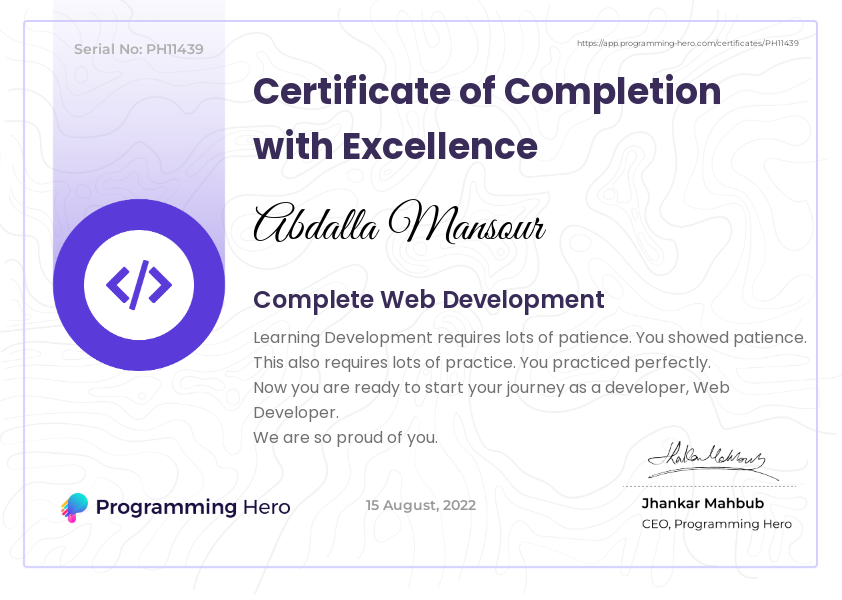 Serial No: PH11439
https://app.programming-hero.com/certificates/PH11439
Certificate of Completion
with Excellence
Abdalla Mansour
Complete Web Development
Learning Development requires lots of patience. You showed patience.
This also requires lots of practice. You practiced perfectly.
Now you are ready to start your journey as a developer, Web
Developer.
We are so proud of you.
Programming Hero
15 August, 2022
Jhankar Mahbub
CEO, Programming Hero